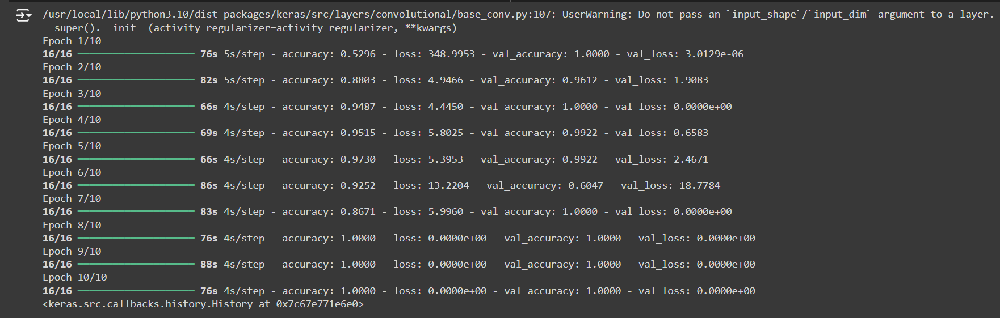 /usr/local/lib/python3.10/dist-packages/keras/src/layers/convolutional/base_conv.py:107: UserWarning: Do not pass an `input_shape`/`input_dim` argument to a layer.
super().__init__(activity_regularizer=activity_regularizer, **kwargs)
Epoch 1/10
16/16 76s 5s/step - accuracy: 0.5296 - loss: 348.9953 - val_accuracy: 1.0000 - val_loss: 3.0129e-06
Epoch 2/10
16/16 82s 5s/step - accuracy: 0.8803 - loss: 4.9466 - val_accuracy: 0.9612 - val_loss: 1.9083
Epoch 3/10
16/16 66s 4s/step - accuracy: 0.9487 - loss: 4.4450 - val_accuracy: 1.0000 - val_loss: 0.0000e+00
Epoch 4/10
16/16 69s 4s/step - accuracy: 0.9515 - loss: 5.8025 - val_accuracy: 0.9922 - val_loss: 0.6583
Epoch 5/10
16/16 66s 4s/step - accuracy: 0.9730 - loss: 5.3953 - val_accuracy: 0.9922 - val_loss: 2.4671
Epoch 6/10
16/16 86s 4s/step - accuracy: 0.9252 - loss: 13.2204 - val_accuracy: 0.6047 - val_loss: 18.7784
Epoch 7/10
16/16 83s 4s/step - accuracy: 0.8671 - loss: 5.9960 - val_accuracy: 1.0000 - val_loss: 0.0000e+00
Epoch 8/10
16/16 76s 4s/step - accuracy: 1.0000 - loss: 0.0000e+00 - val_accuracy: 1.0000 - val_loss: 0.0000e+00
Epoch 9/10
16/16 88s 4s/step - accuracy: 1.0000 - loss: 0.0000e+00 - val_accuracy: 1.0000 - val_loss: 0.0000e+00
Epoch 10/10
16/16 76s 4s/step - accuracy: 1.0000 - loss: 0.0000e+00 - val_accuracy: 1.0000 - val_loss: 0.0000e+00
<keras.src.callbacks.history.History at 0x7c67e771e6e0>